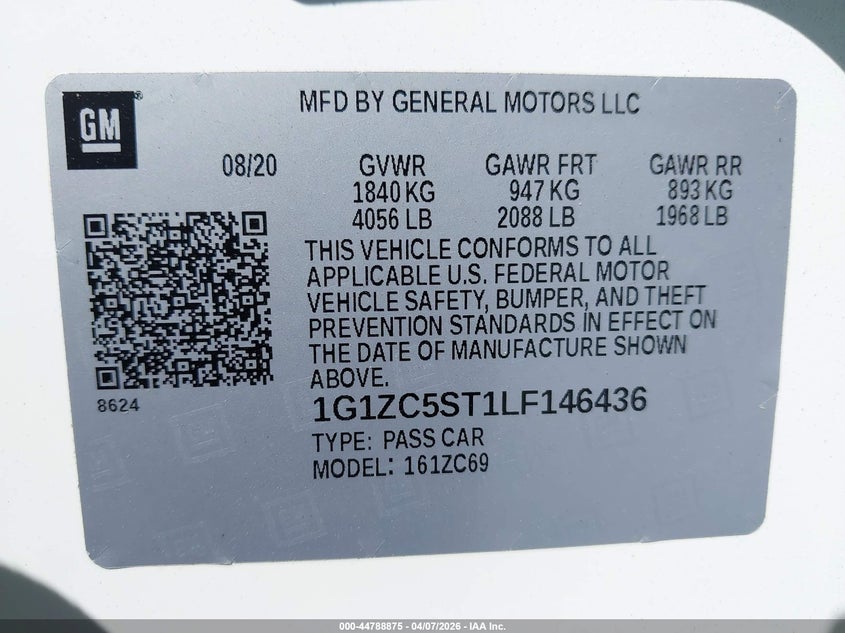 GM
MFD BY GENERAL MOTORS LLC
08/20 GVWR GAWR FRT GAWR RR
1840 KG 947 KG 893 KG
4056 LB 2088 LB 1968 LB
THIS VEHICLE CONFORMS TO ALL
APPLICABLE U.S. FEDERAL MOTOR
VEHICLE SAFETY, BUMPER, AND THEFT
PREVENTION STANDARDS IN EFFECT ON
THE DATE OF MANUFACTURE SHOWN
ABOVE.
8624
1G1ZC5ST1LF146436
TYPE: PASS CAR
MODEL: 161ZC69
000-44788875 - 04/07/2026 - IAA Inc.